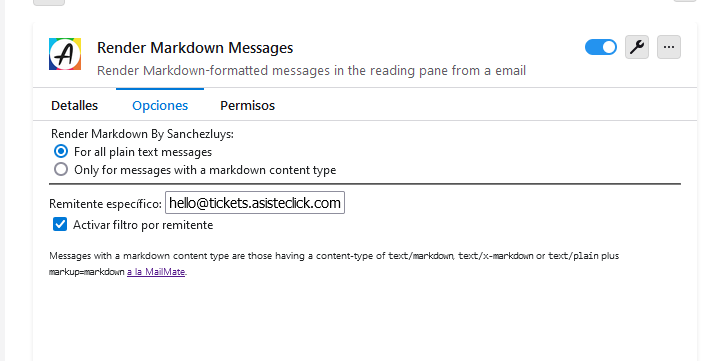 Render Markdown Messages
Render Markdown-formatted messages in the reading pane from a email
Detalles Opciones Permisos
Render Markdown By Sanchezluys:
For all plain text messages
Only for messages with a markdown content type
Remitente específico: hello@tickets.asisteclick.com
Activar filtro por remitente
Messages with a markdown content type are those having a content-type of text/markdown, text/x-markdown or text/plain plus
markup=markdown a la MailMate.